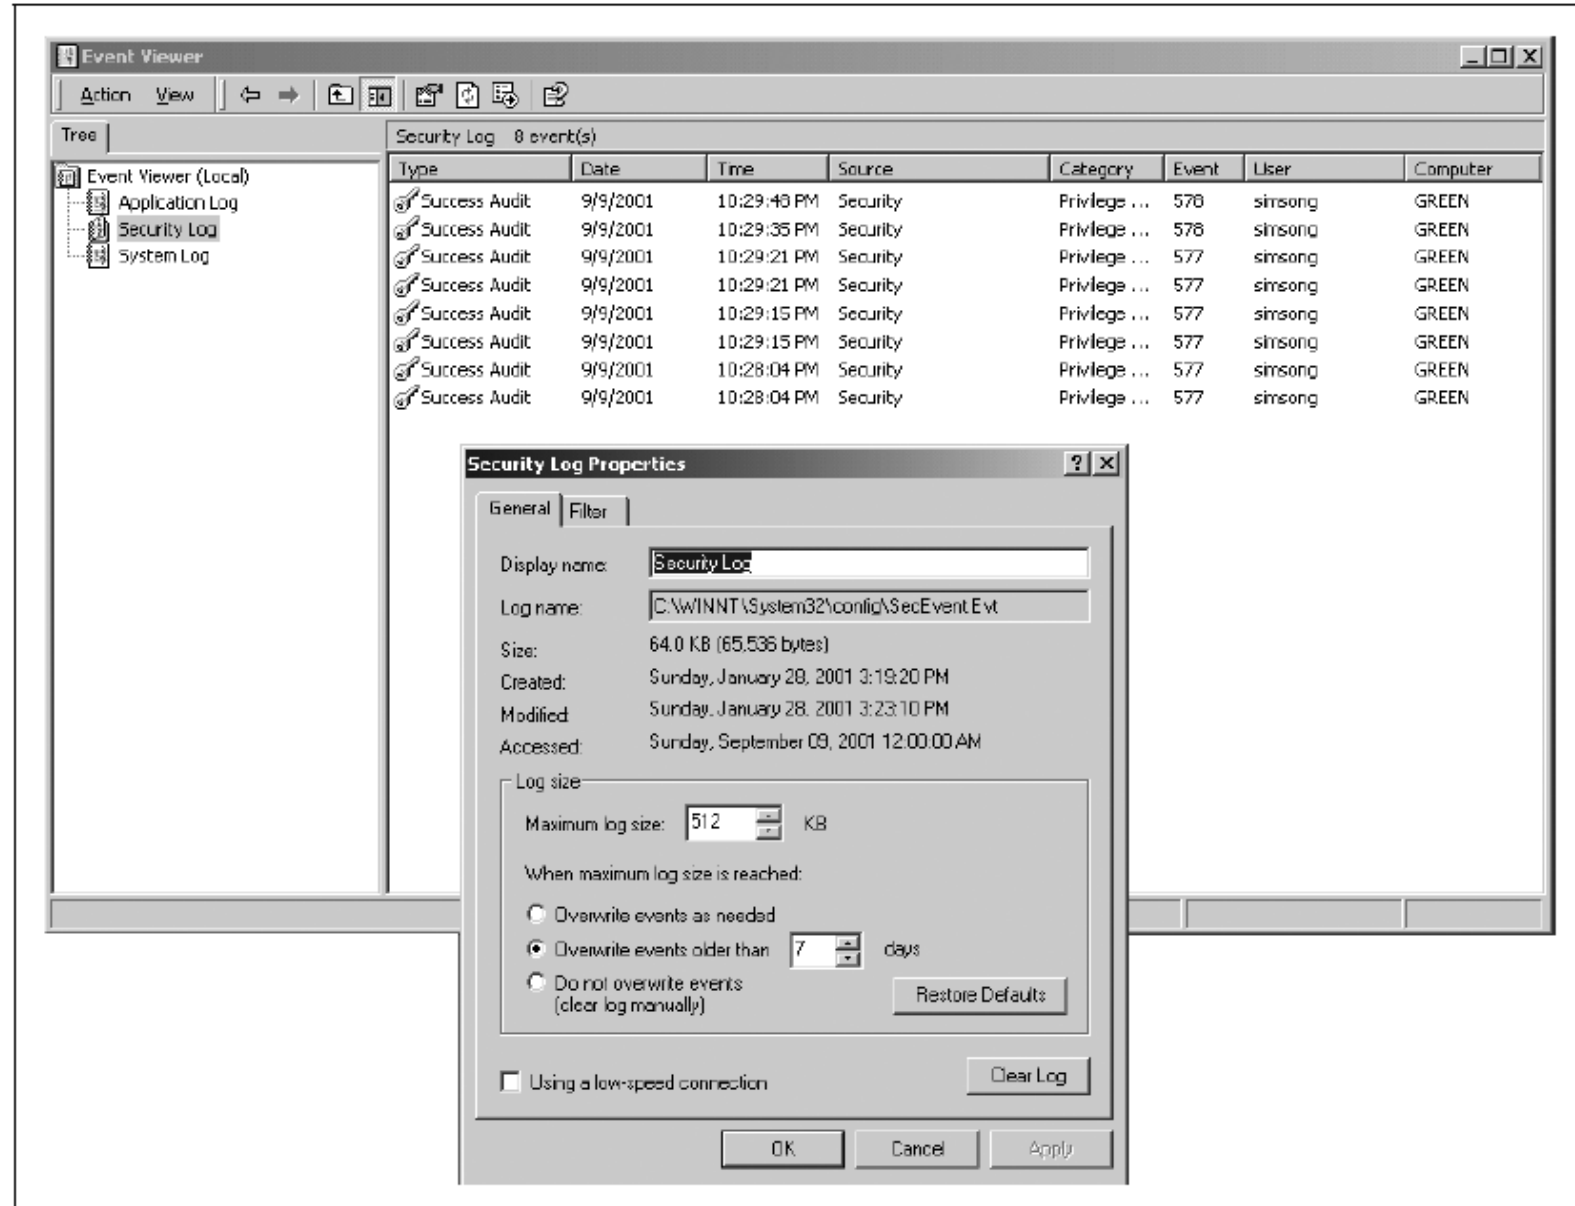 Event Viewer
Action View
Tree
Security Log 8 event(s)
Event Viewer (Local)
Application Log
Security Log
System Log
Type Date Time Source Category Event User Computer
Success Audit 9/9/2001 10:29:48 PM Security Privilege ... 578 simsong GREEN
Success Audit 9/9/2001 10:29:35 PM Security Privilege ... 578 simsong GREEN
Success Audit 9/9/2001 10:29:21 PM Security Privilege ... 577 simsong GREEN
Success Audit 9/9/2001 10:29:21 PM Security Privilege ... 577 simsong GREEN
Success Audit 9/9/2001 10:29:15 PM Security Privilege ... 577 simsong GREEN
Success Audit 9/9/2001 10:29:15 PM Security Privilege ... 577 simsong GREEN
Success Audit 9/9/2001 10:28:04 PM Security Privilege ... 577 simsong GREEN
Success Audit 9/9/2001 10:28:04 PM Security Privilege ... 577 simsong GREEN
Security Log Properties
General Filter
Display name: Security Log
Log name: C:\WINNT\System32\config\SecEvent.Evt
Size: 64.0 KB (65,536 bytes)
Created: Sunday, January 28, 2001 3:19:20 PM
Modified: Sunday, January 28, 2001 3:23:10 PM
Accessed: Sunday, September 09, 2001 12:00:00 AM
Log size
Maximum log size: 512 KB
When maximum log size is reached:
Overwrite events as needed
Overwrite events older than 7 days
Do not overwrite events
(clear log manually)
Restore Defaults
Using a low-speed connection
Clear Log
OK Cancel Apply